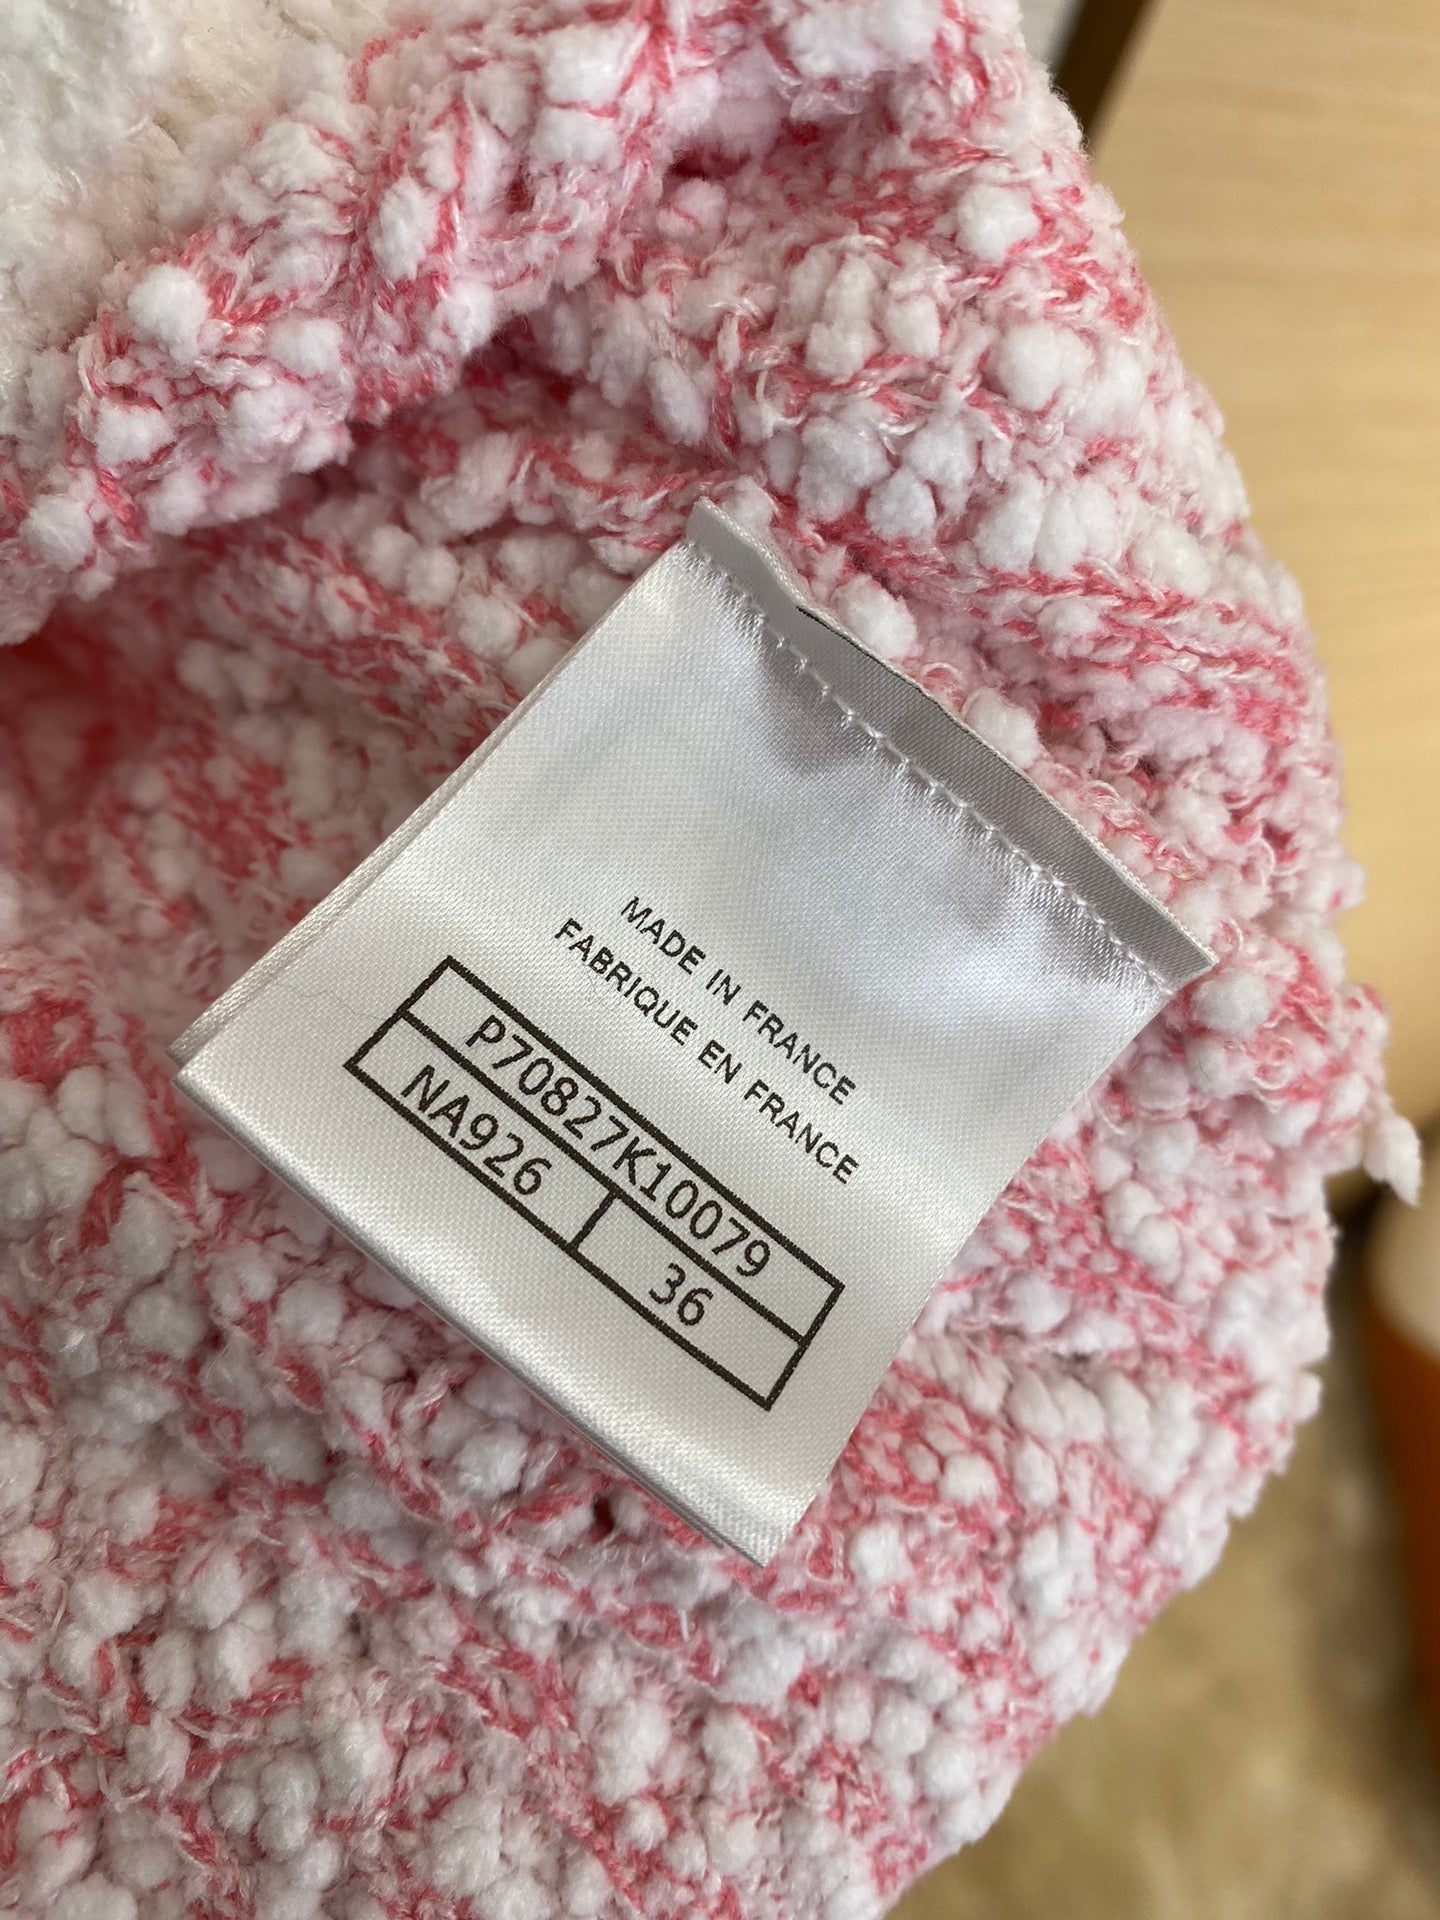 MADE IN FRANCE
FABRIQUE EN FRANCE
P70827K10079
NA926 36